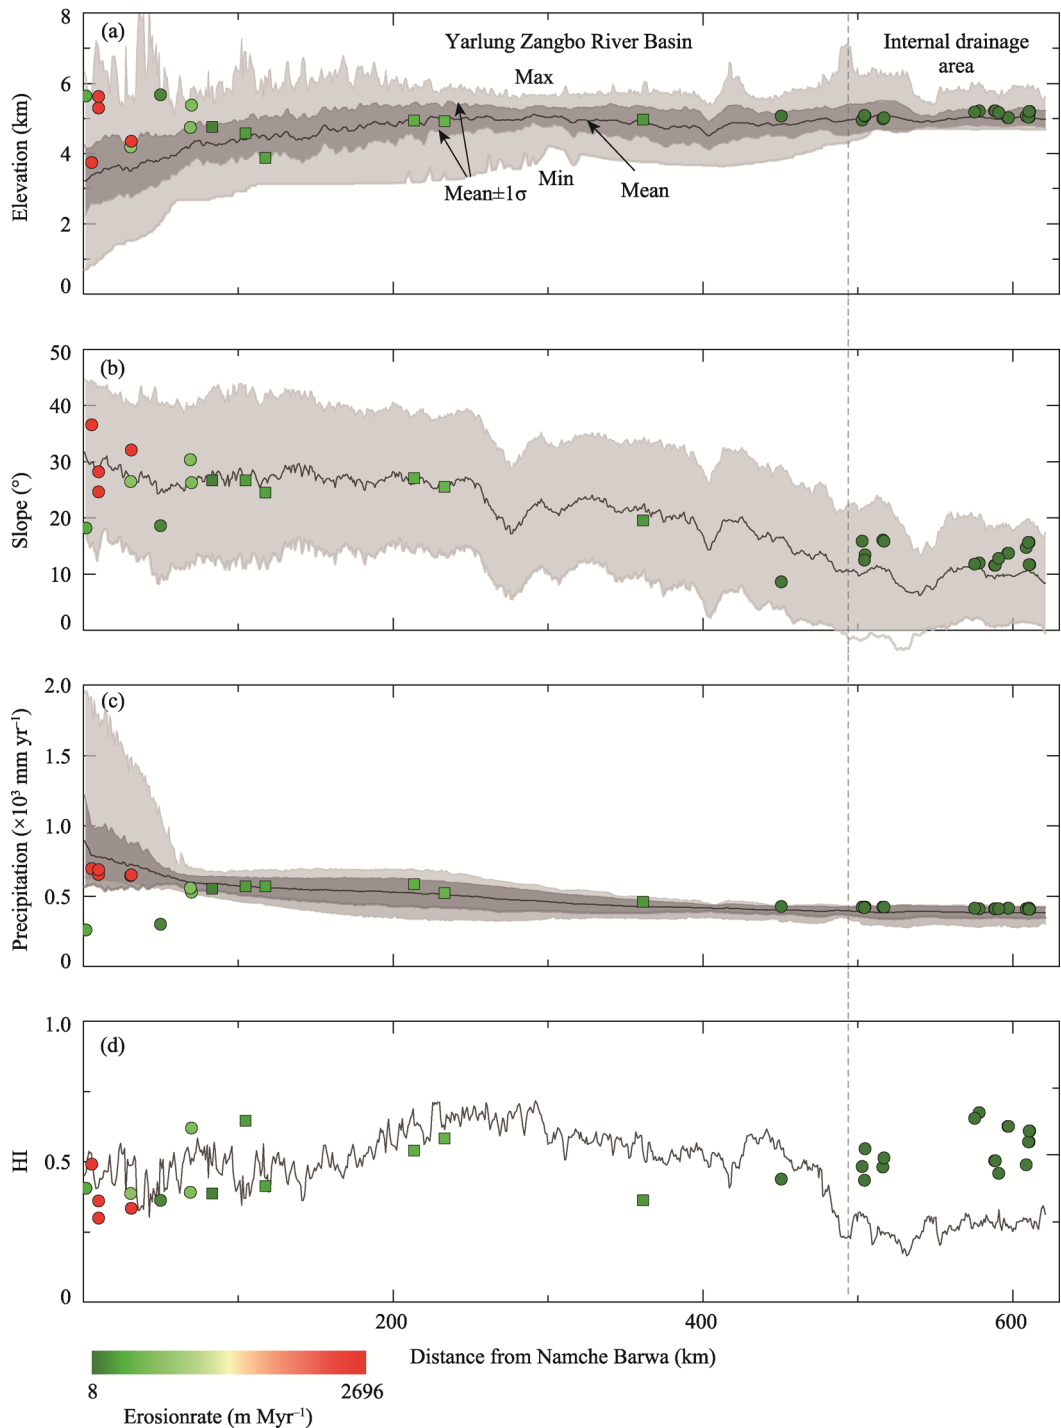 (a)
Yarlung Zangbo River Basin
Internal drainage
area
Max
Min
Mean
Mean±1σ
Elevation (km)
8
6
4
2
0
(b)
Slope (°)
50
40
30
20
10
0
(c)
Precipitation (×10³ mm yr⁻¹)
2.0
1.5
1.0
0.5
0
(d)
HI
1.0
0.5
0
200
400
600
Distance from Namche Barwa (km)
8
2696
Erosionrate (m Myr⁻¹)